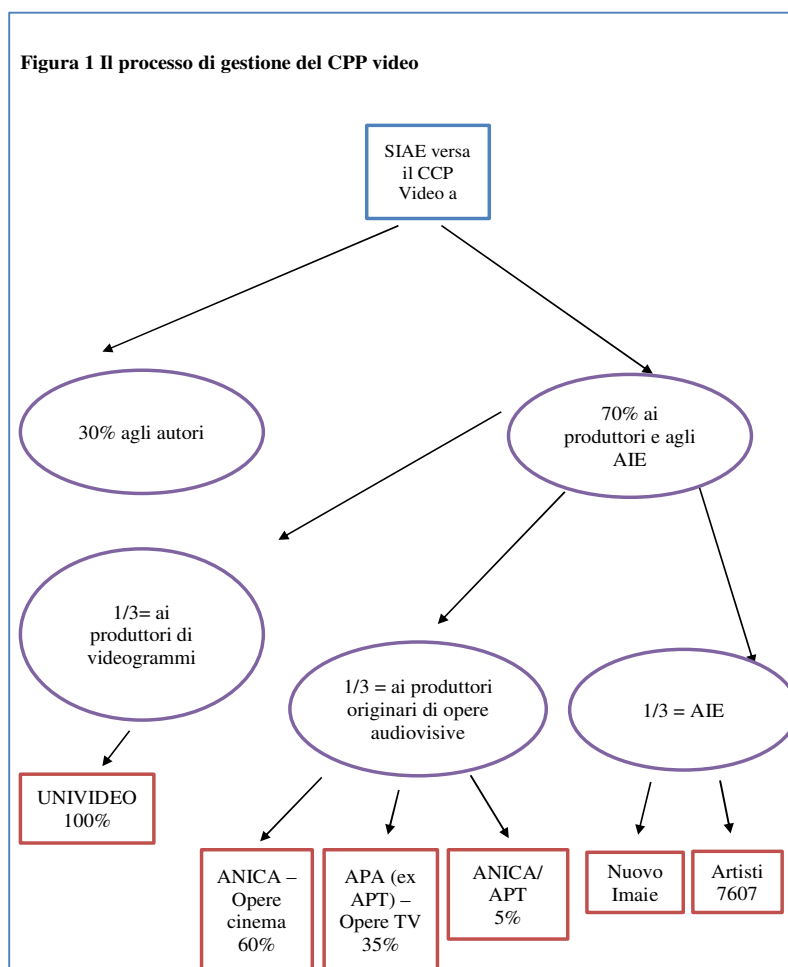 Figura 1 Il processo di gestione del CPP video
SIAE versa
il CCP
Video a
30% agli autori
70% ai
produttori e agli
AIE
1/3= ai
produttori di
videogrammi
1/3 = ai produttori
originari di opere
audiovisive
1/3 = AIE
UNIVIDEO
100%
ANICA –
Opere
cinema
60%
APA (ex
APT) –
Opere TV
35%
ANICA/
APT
5%
Nuovo
Imaie
Artisti
7607